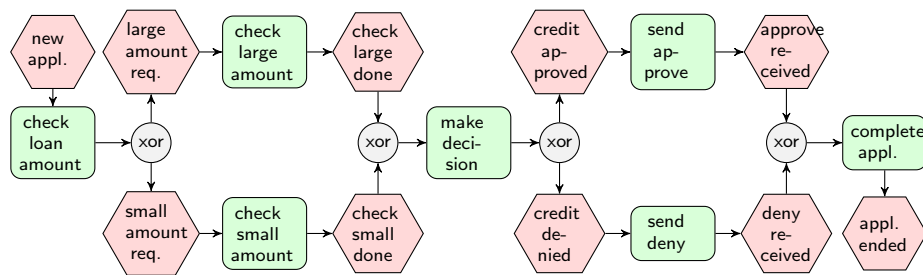 new
appl.
check
loan
amount
xor
large
amount
req.
check
large
amount
check
large
done
small
amount
req.
check
small
amount
check
small
done
xor
make
deci-
sion
xor
credit
ap-
proved
send
ap-
prove
approve
re-
ceived
credit
de-
nied
send
deny
deny
re-
ceived
xor
complete
appl.
appl.
ended